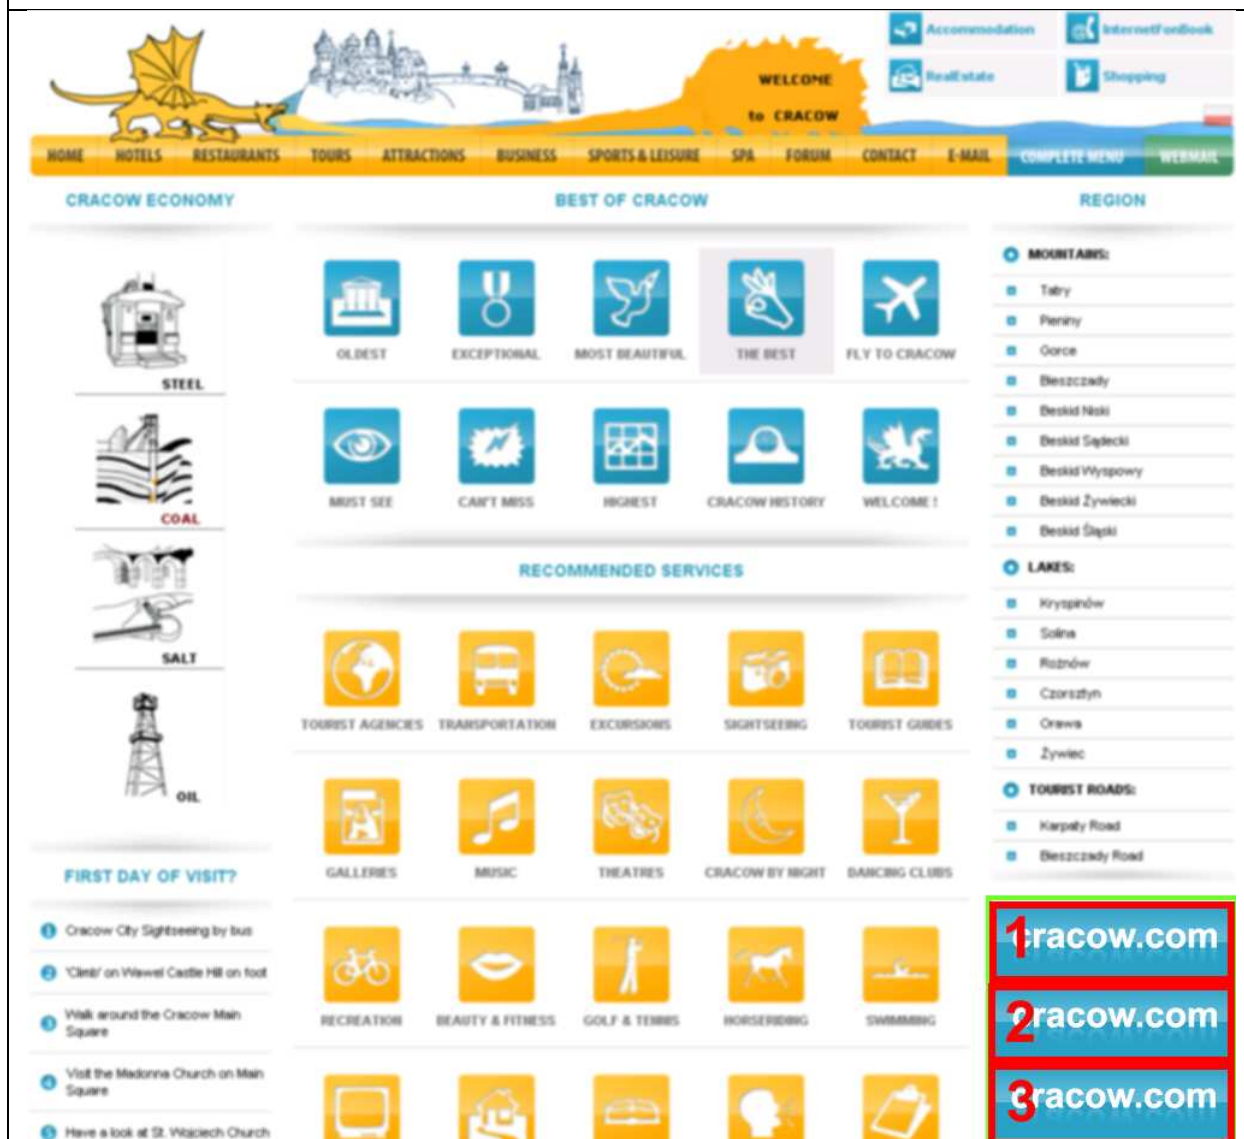 Accommodation
InternetFonBook
RealEstate
Shopping
WELCOME
to CRACOW
HOME HOTELS RESTAURANTS TOURS ATTRACTIONS BUSINESS SPORTS & LEISURE SPA FORUM CONTACT E-MAIL COMPLETE MENU WEBMAIL
CRACOW ECONOMY
STEEL
COAL
SALT
OIL
FIRST DAY OF VISIT?
1 Cracow City Sightseeing by bus
2 'Climb' on Wawel Castle Hill on foot
3 Walk around the Cracow Main
Square
4 Visit the Madonna Church on Main
Square
5 Have a look at St. Wojciech Church
BEST OF CRACOW
OLDEST EXCEPTIONAL MOST BEAUTIFUL THE BEST FLY TO CRACOW
MUST SEE CAN'T MISS HIGHEST CRACOW HISTORY WELCOME !
RECOMMENDED SERVICES
TOURIST AGENCIES TRANSPORTATION EXCURSIONS SIGHTSEEING TOURIST GUIDES
A
GALLERIES MUSIC THEATRES CRACOW BY NIGHT DANCING CLUBS
RECREATION BEAUTY & FITNESS GOLF & TENNIS HORSERIDING SWIMMING
REGION
MOUNTAINS:
Tatry
Pieniny
Gorce
Bieszczady
Beskid Niski
Beskid Sądecki
Beskid Wyspowy
Beskid Żywiecki
Beskid Śląski
LAKES:
Kryspinów
Solina
Rożnów
Czorsztyn
Orawa
Żywiec
TOURIST ROADS:
Karpaty Road
Bieszczady Road
1 cracow.com
2 cracow.com
3 cracow.com